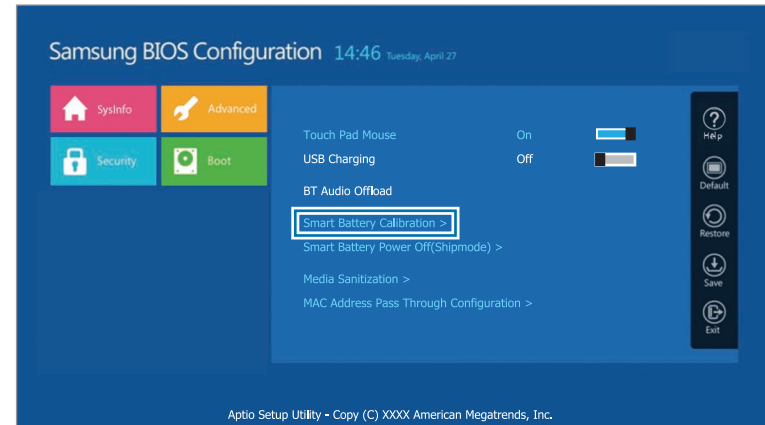 Samsung BIOS Configuration 14:46 Tuesday, April 27
SysInfo
Advanced
Security
Boot
Touch Pad Mouse On
USB Charging Off
BT Audio Offload
Smart Battery Calibration >
Smart Battery Power Off(Shipmode) >
Media Sanitization >
MAC Address Pass Through Configuration >
Help
Default
Restore
Save
Exit
Aptio Setup Utility - Copy (C) XXXX American Megatrends, Inc.